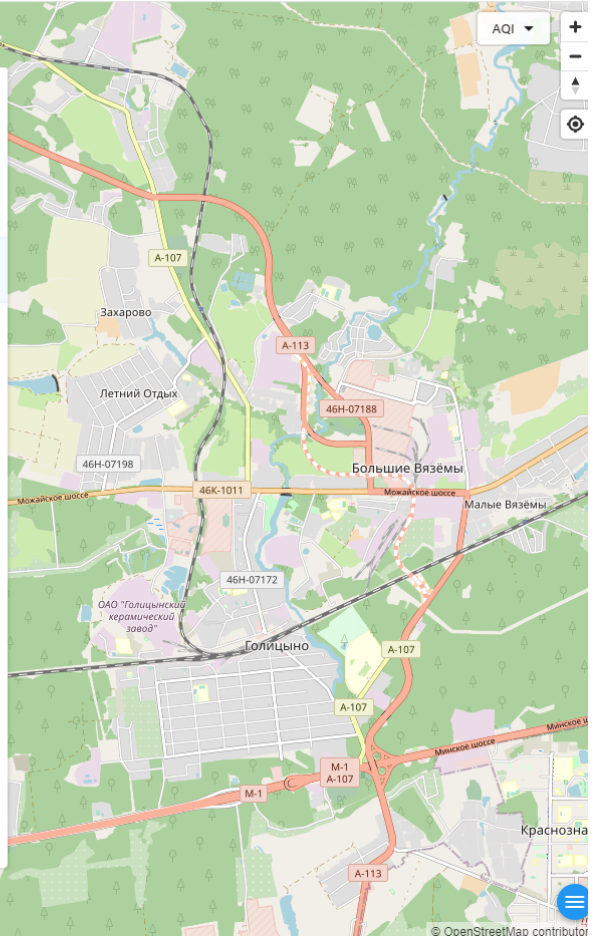 AQI
А-107
Захарово
А-113
Летний Отдых
46Н-07188
46Н-07198
Большие Вязёмы
Можайское шоссе
46К-1011
Можайское шоссе
Малые Вязёмы
46Н-07172
ОАО "Голицынский
керамический
завод"
Голицыно
А-107
А-107
Минское ш
Минское шоссе
М-1
А-107
М-1
Краснозна
А-113
© OpenStreetMap contributor